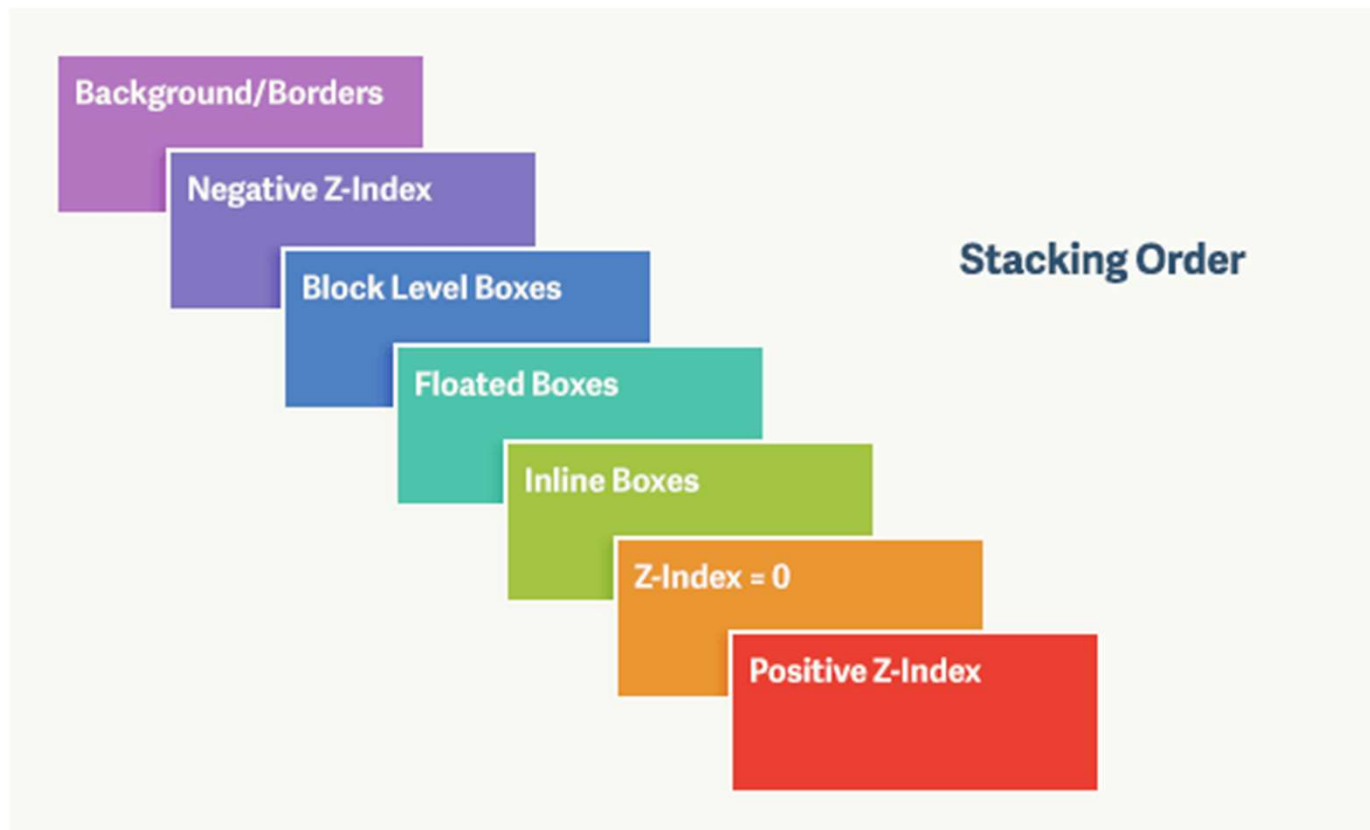 Background/Borders
Negative Z-Index
Stacking Order
Block Level Boxes
Floated Boxes
Inline Boxes
Z-Index = 0
Positive Z-Index